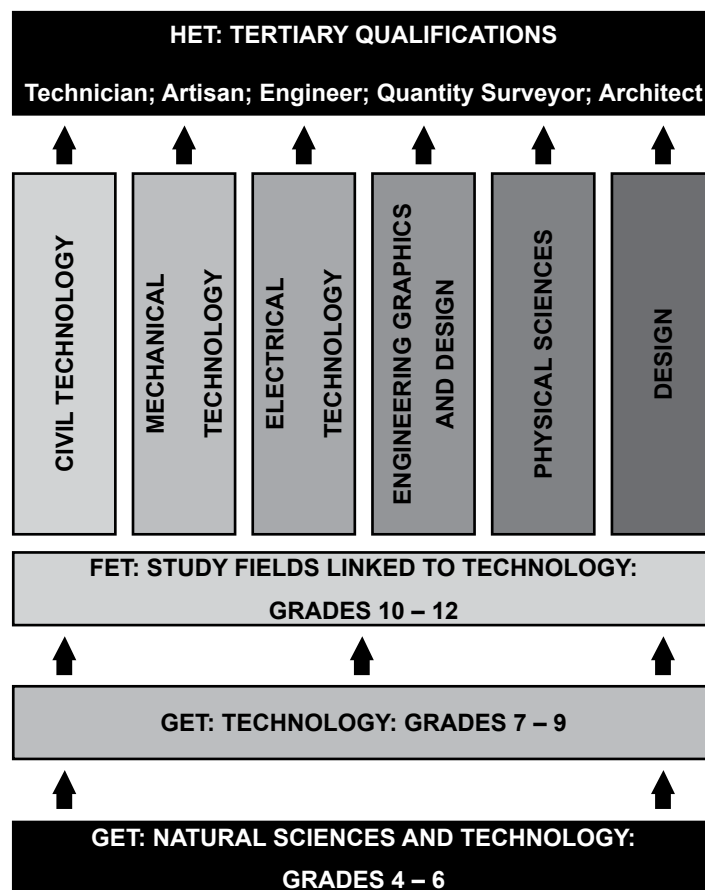 HET: TERTIARY QUALIFICATIONS
Technician; Artisan; Engineer; Quantity Surveyor; Architect
CIVIL TECHNOLOGY
MECHANICAL
TECHNOLOGY
ELECTRICAL
TECHNOLOGY
ENGINEERING GRAPHICS
AND DESIGN
PHYSICAL SCIENCES
DESIGN
FET: STUDY FIELDS LINKED TO TECHNOLOGY:
GRADES 10 – 12
GET: TECHNOLOGY: GRADES 7 – 9
GET: NATURAL SCIENCES AND TECHNOLOGY:
GRADES 4 – 6